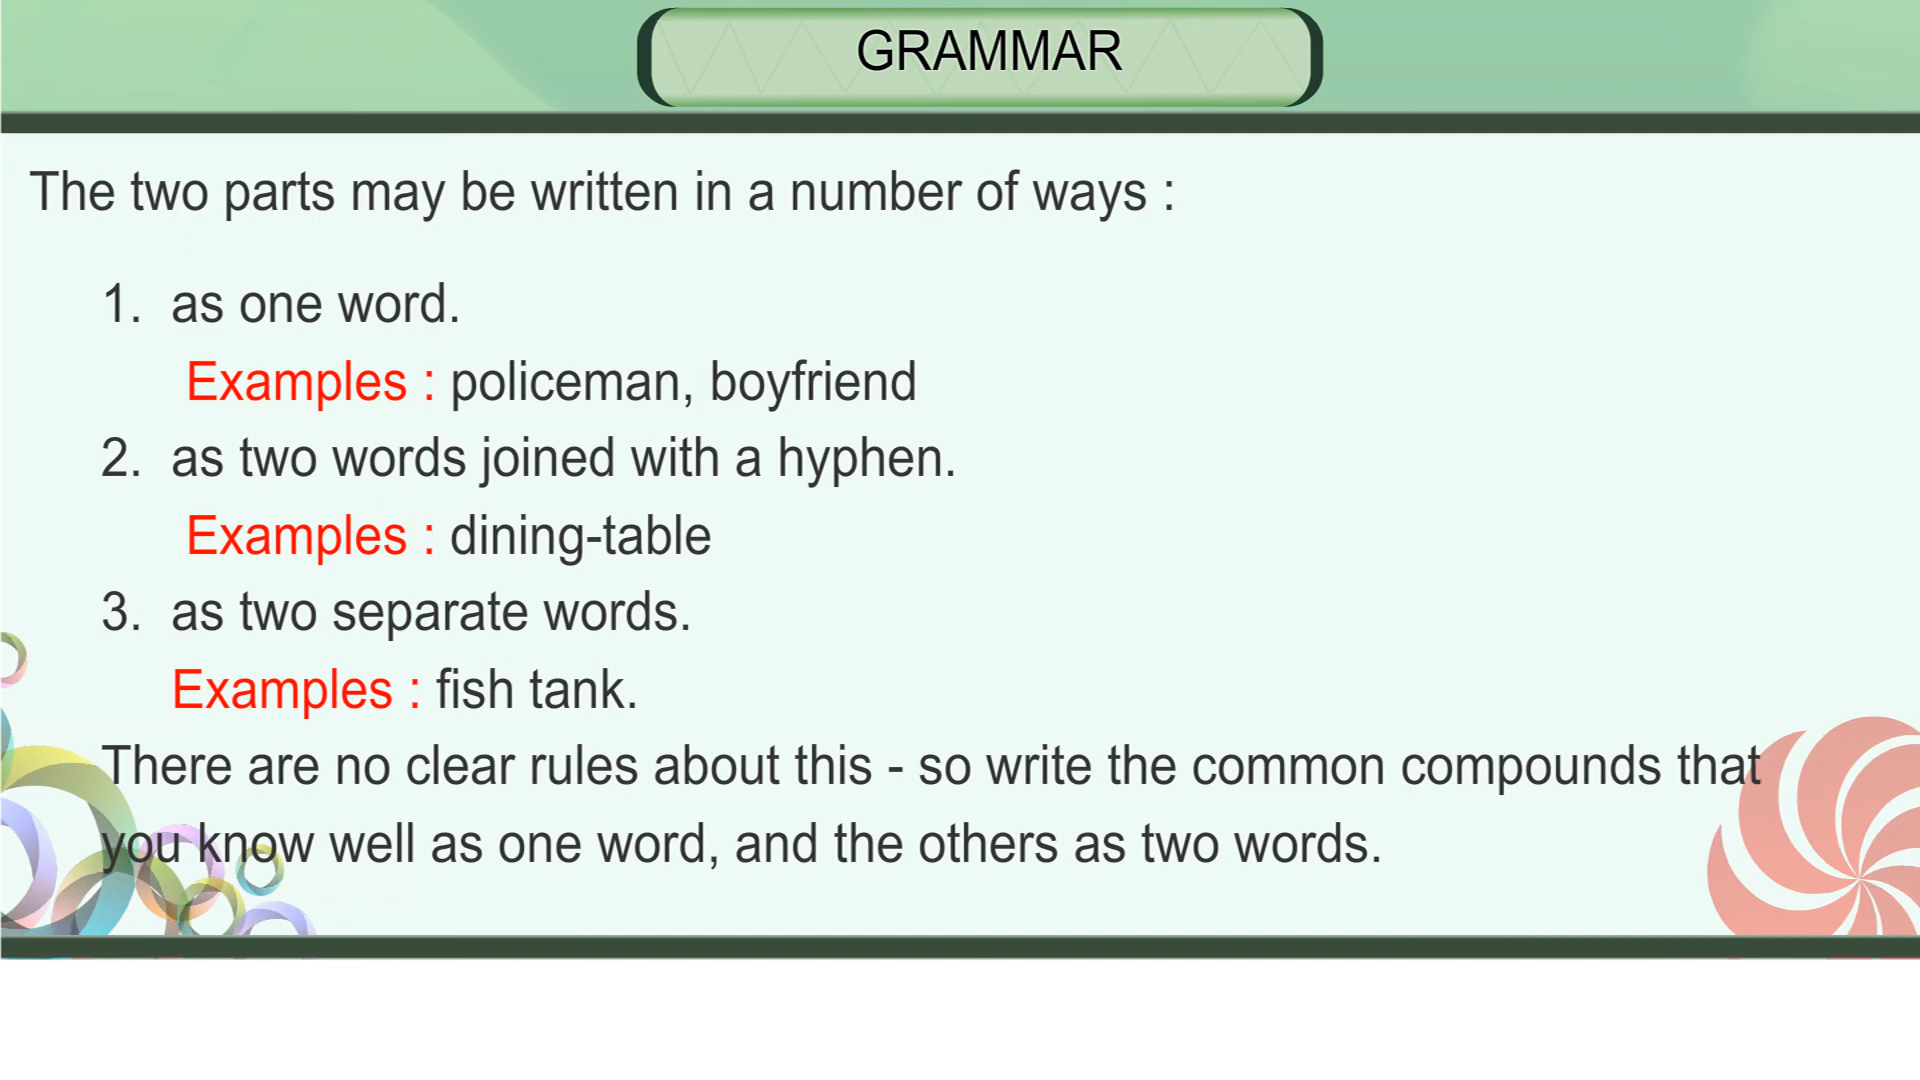 GRAMMAR
The two parts may be written in a number of ways :
1. as one word.
Examples : policeman, boyfriend
2. as two words joined with a hyphen.
Examples : dining-table
3. as two separate words.
Examples : fish tank.
There are no clear rules about this - so write the common compounds that
you know well as one word, and the others as two words.